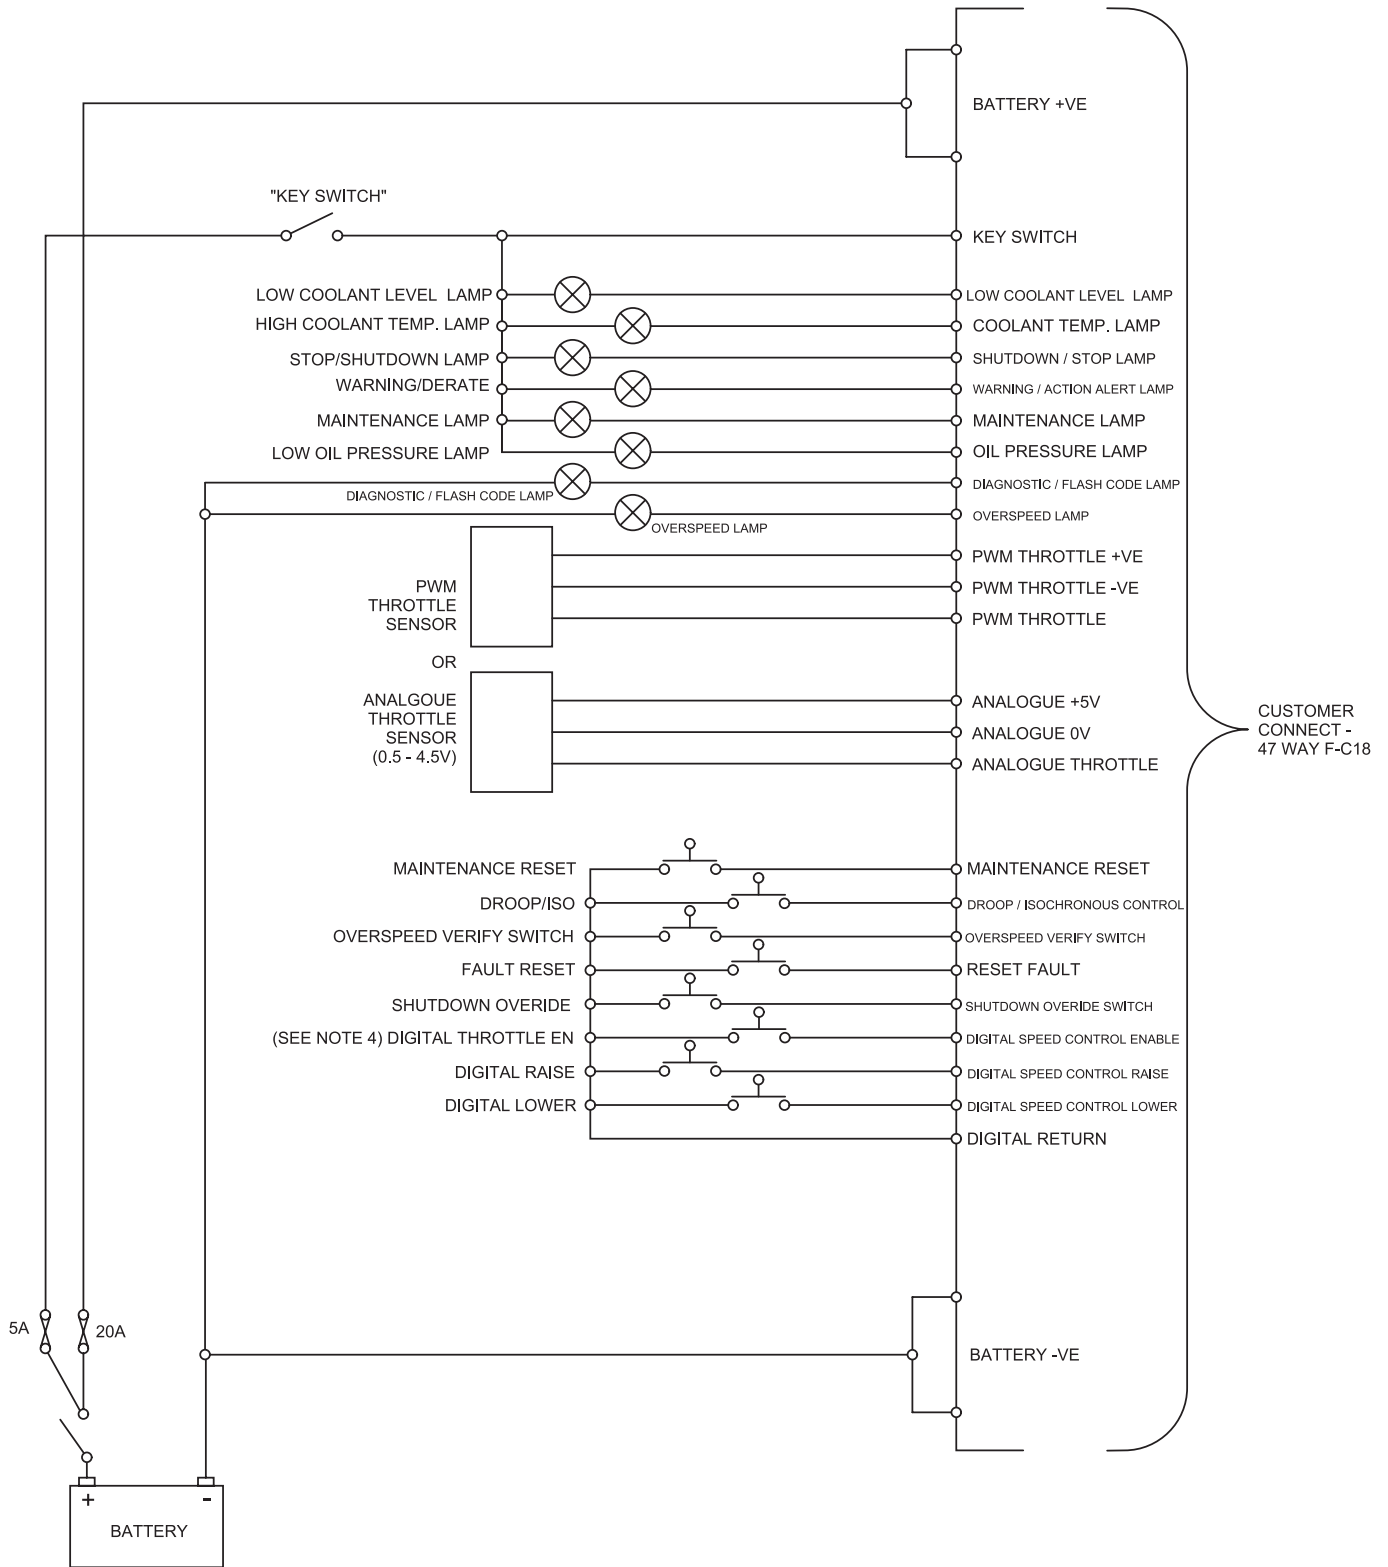 BATTERY +VE
"KEY SWITCH"
KEY SWITCH
LOW COOLANT LEVEL LAMP
LOW COOLANT LEVEL LAMP
HIGH COOLANT TEMP. LAMP
COOLANT TEMP. LAMP
STOP/SHUTDOWN LAMP
SHUTDOWN / STOP LAMP
WARNING/DERATE
WARNING / ACTION ALERT LAMP
MAINTENANCE LAMP
MAINTENANCE LAMP
LOW OIL PRESSURE LAMP
OIL PRESSURE LAMP
DIAGNOSTIC / FLASH CODE LAMP
DIAGNOSTIC / FLASH CODE LAMP
OVERSPEED LAMP
OVERSPEED LAMP
PWM
THROTTLE
SENSOR
PWM THROTTLE +VE
PWM THROTTLE -VE
PWM THROTTLE
OR
ANALGOUE
THROTTLE
SENSOR
(0.5 - 4.5V)
ANALOGUE +5V
ANALOGUE 0V
ANALOGUE THROTTLE
CUSTOMER
CONNECT -
47 WAY F-C18
MAINTENANCE RESET
MAINTENANCE RESET
DROOP/ISO
DROOP / ISOCHRONOUS CONTROL
OVERSPEED VERIFY SWITCH
OVERSPEED VERIFY SWITCH
FAULT RESET
RESET FAULT
SHUTDOWN OVERIDE
SHUTDOWN OVERIDE SWITCH
(SEE NOTE 4) DIGITAL THROTTLE EN
DIGITAL SPEED CONTROL ENABLE
DIGITAL RAISE
DIGITAL SPEED CONTROL RAISE
DIGITAL LOWER
DIGITAL SPEED CONTROL LOWER
DIGITAL RETURN
5A
20A
BATTERY -VE
+
-
BATTERY